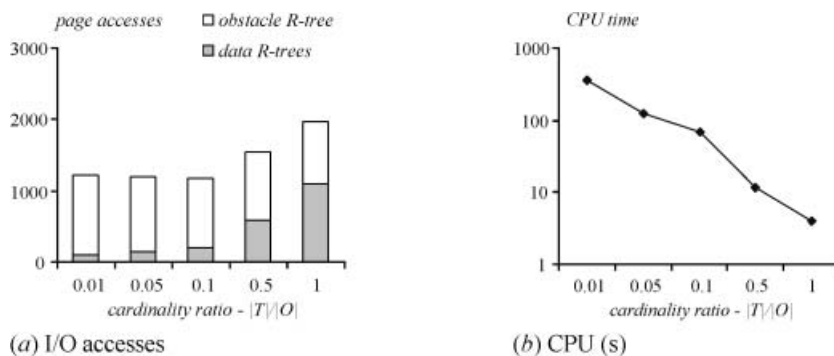 page accesses
obstacle R-tree
data R-trees
3000
2000
1000
0
0.01 0.05 0.1 0.5 1
cardinality ratio - |T|/|O|
(a) I/O accesses
CPU time
1000
100
10
1
0.01 0.05 0.1 0.5 1
cardinality ratio - |T|/|O|
(b) CPU (s)